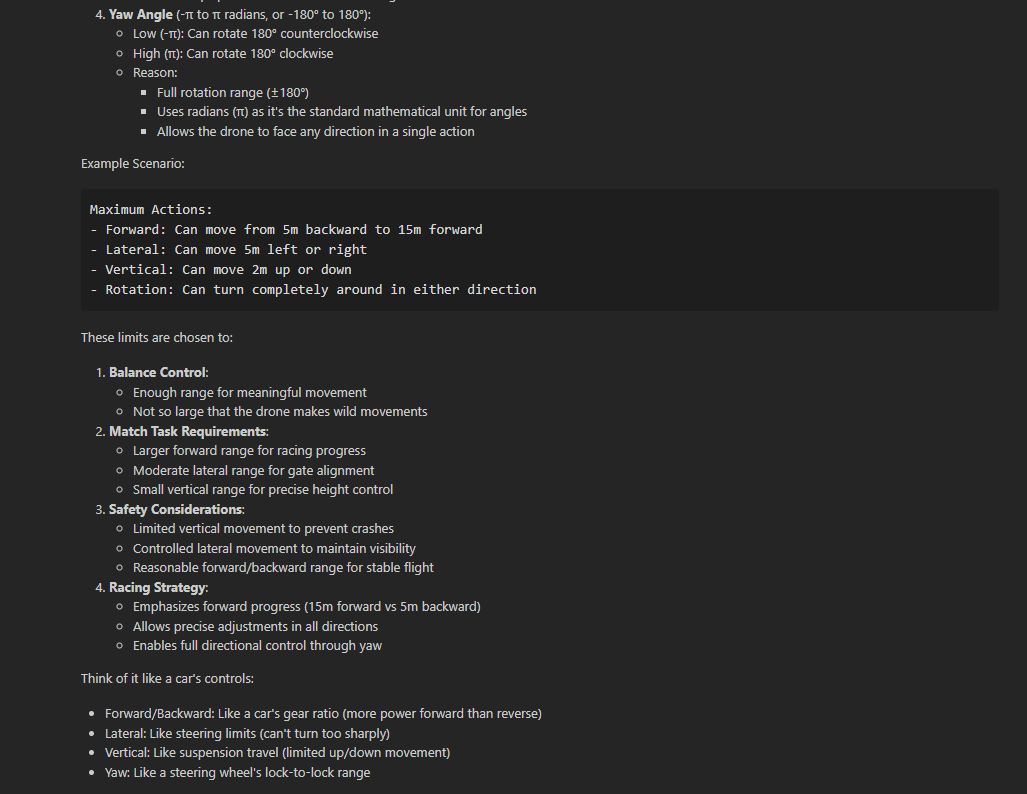 4. Yaw Angle (-π to π radians, or -180° to 180°):
Low (-π): Can rotate 180° counterclockwise
High (π): Can rotate 180° clockwise
Reason:
Full rotation range (±180°)
Uses radians (π) as it's the standard mathematical unit for angles
Allows the drone to face any direction in a single action
Example Scenario:
Maximum Actions:
- Forward: Can move from 5m backward to 15m forward
- Lateral: Can move 5m left or right
- Vertical: Can move 2m up or down
- Rotation: Can turn completely around in either direction
These limits are chosen to:
1. Balance Control:
Enough range for meaningful movement
Not so large that the drone makes wild movements
2. Match Task Requirements:
Larger forward range for racing progress
Moderate lateral range for gate alignment
Small vertical range for precise height control
3. Safety Considerations:
Limited vertical movement to prevent crashes
Controlled lateral movement to maintain visibility
Reasonable forward/backward range for stable flight
4. Racing Strategy:
Emphasizes forward progress (15m forward vs 5m backward)
Allows precise adjustments in all directions
Enables full directional control through yaw
Think of it like a car's controls:
Forward/Backward: Like a car's gear ratio (more power forward than reverse)
Lateral: Like steering limits (can't turn too sharply)
Vertical: Like suspension travel (limited up/down movement)
Yaw: Like a steering wheel's lock-to-lock range